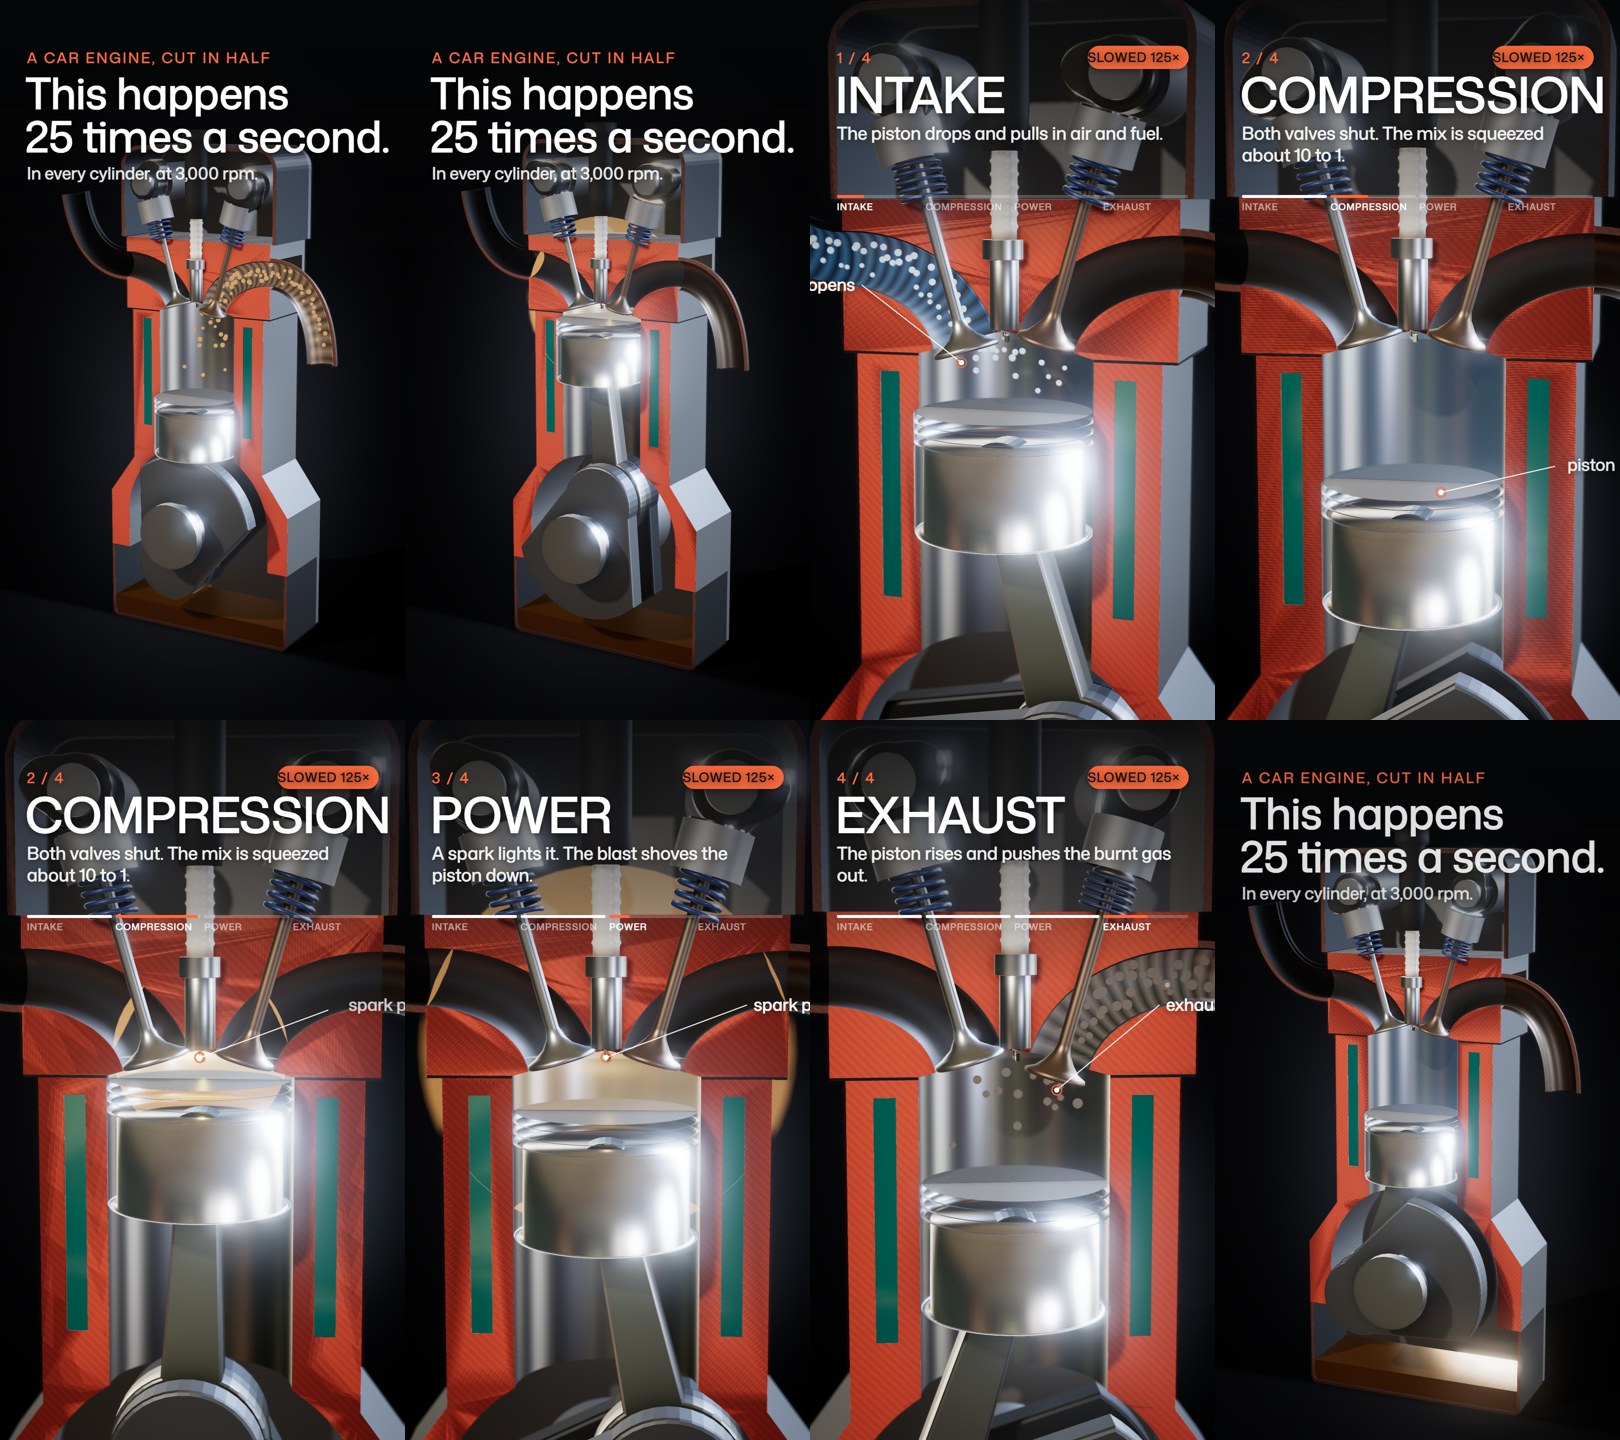 A CAR ENGINE, CUT IN HALF
This happens
25 times a second.
In every cylinder, at 3,000 rpm.
A CAR ENGINE, CUT IN HALF
This happens
25 times a second.
In every cylinder, at 3,000 rpm.
1 / 4
SLOWED 125×
INTAKE
The piston drops and pulls in air and fuel.
INTAKE COMPRESSION POWER EXHAUST
opens
2 / 4
SLOWED 125×
COMPRESSION
Both valves shut. The mix is squeezed
about 10 to 1.
INTAKE COMPRESSION POWER EXHAUST
piston
2 / 4
SLOWED 125×
COMPRESSION
Both valves shut. The mix is squeezed
about 10 to 1.
INTAKE COMPRESSION POWER EXHAUST
spark p
3 / 4
SLOWED 125×
POWER
A spark lights it. The blast shoves the
piston down.
INTAKE COMPRESSION POWER EXHAUST
spark p
4 / 4
SLOWED 125×
EXHAUST
The piston rises and pushes the burnt gas
out.
INTAKE COMPRESSION POWER EXHAUST
exhau
A CAR ENGINE, CUT IN HALF
This happens
25 times a second.
In every cylinder, at 3,000 rpm.